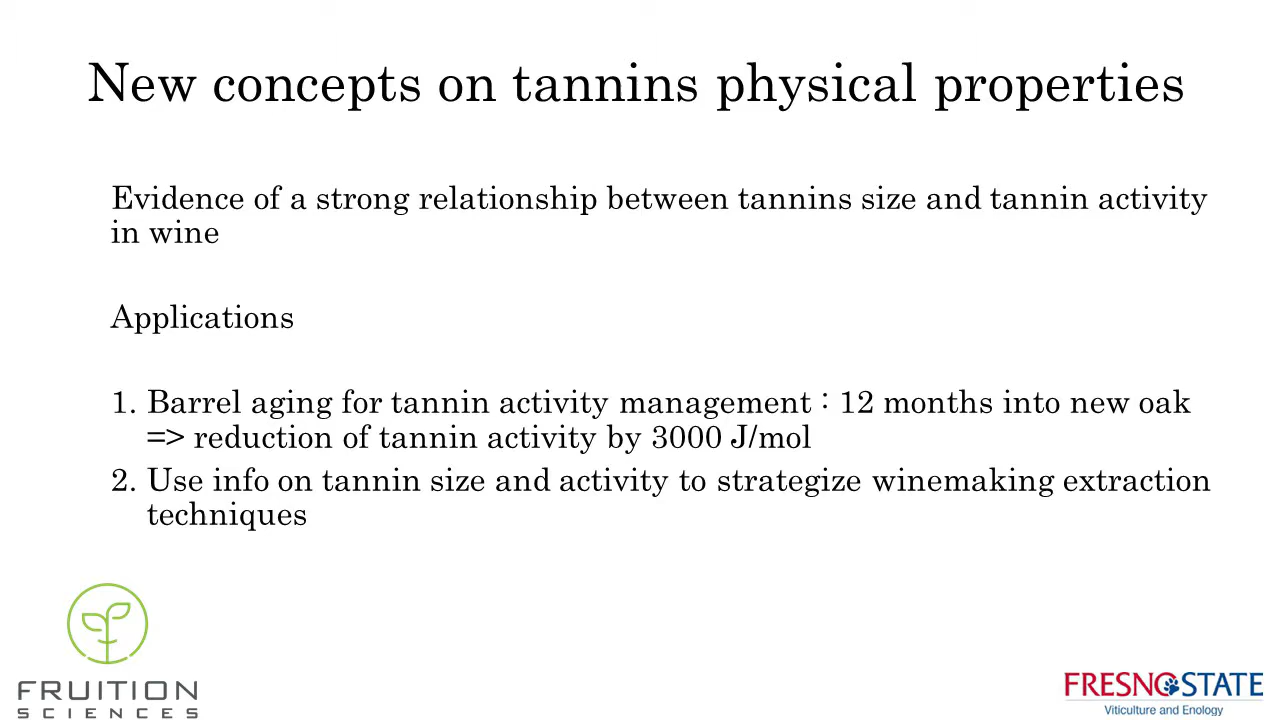 New concepts on tannins physical properties
Evidence of a strong relationship between tannins size and tannin activity
in wine
Applications
1. Barrel aging for tannin activity management : 12 months into new oak
=> reduction of tannin activity by 3000 J/mol
2. Use info on tannin size and activity to strategize winemaking extraction
techniques
FRUITION
SCIENCES
FRESNO STATE
Viticulture and Enology